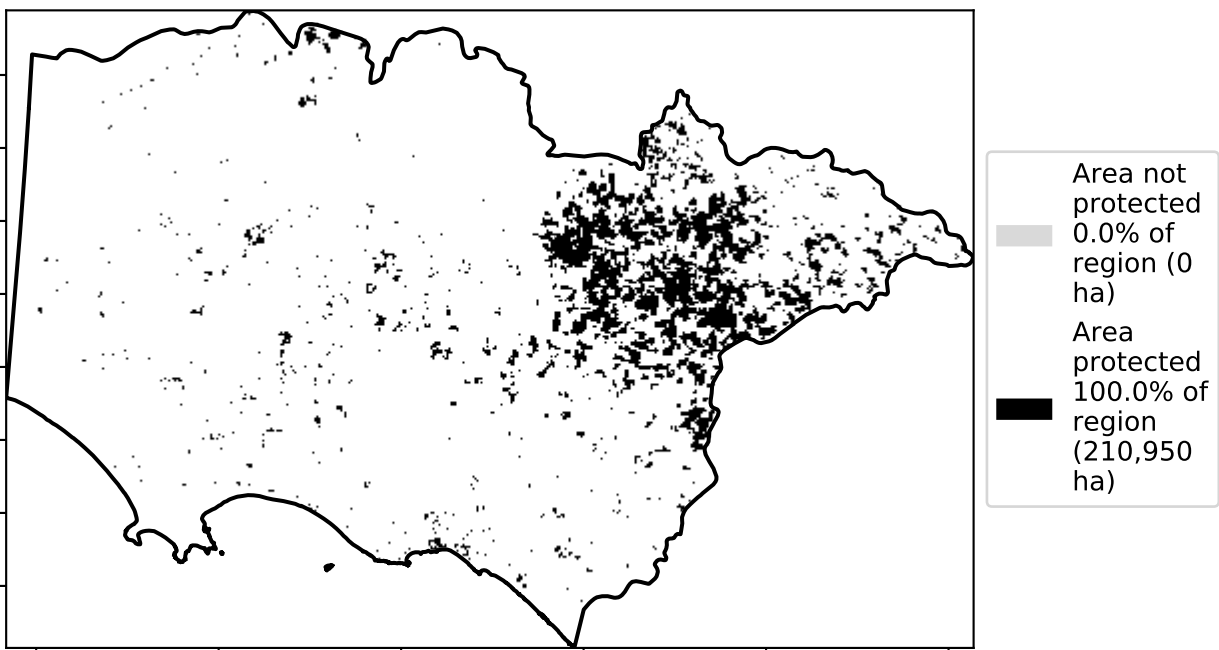 Area not
protected
0.0% of
region (0
ha)
Area
protected
100.0% of
region
(210,950
ha)